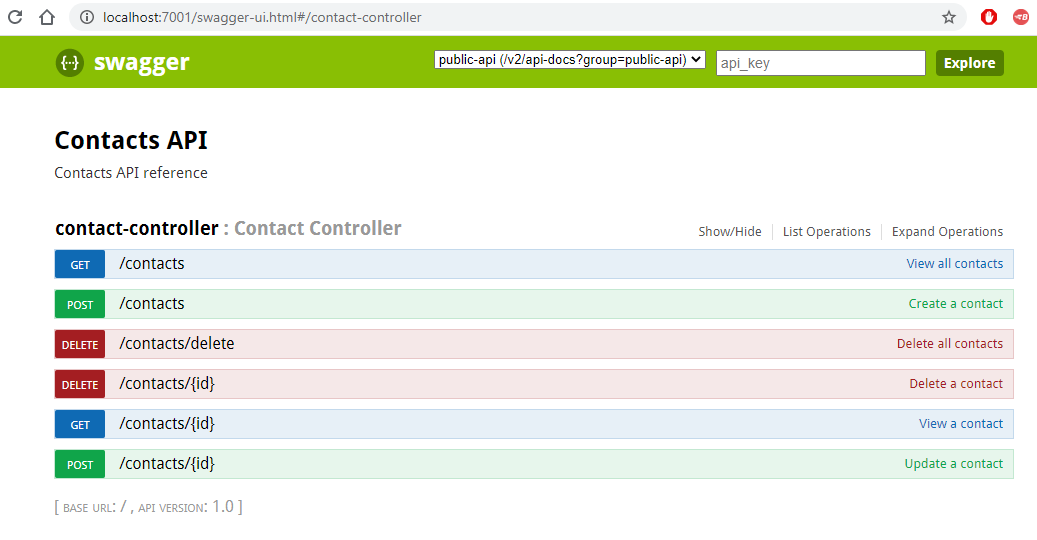 localhost:7001/swagger-ui.html#/contact-controller
{··} swagger public-api (/v2/api-docs?group=public-api) api_key Explore
Contacts API
Contacts API reference
contact-controller : Contact Controller Show/Hide List Operations Expand Operations
GET /contacts View all contacts
POST /contacts Create a contact
DELETE /contacts/delete Delete all contacts
DELETE /contacts/{id} Delete a contact
GET /contacts/{id} View a contact
POST /contacts/{id} Update a contact
[ BASE URL: / , API VERSION: 1.0 ]